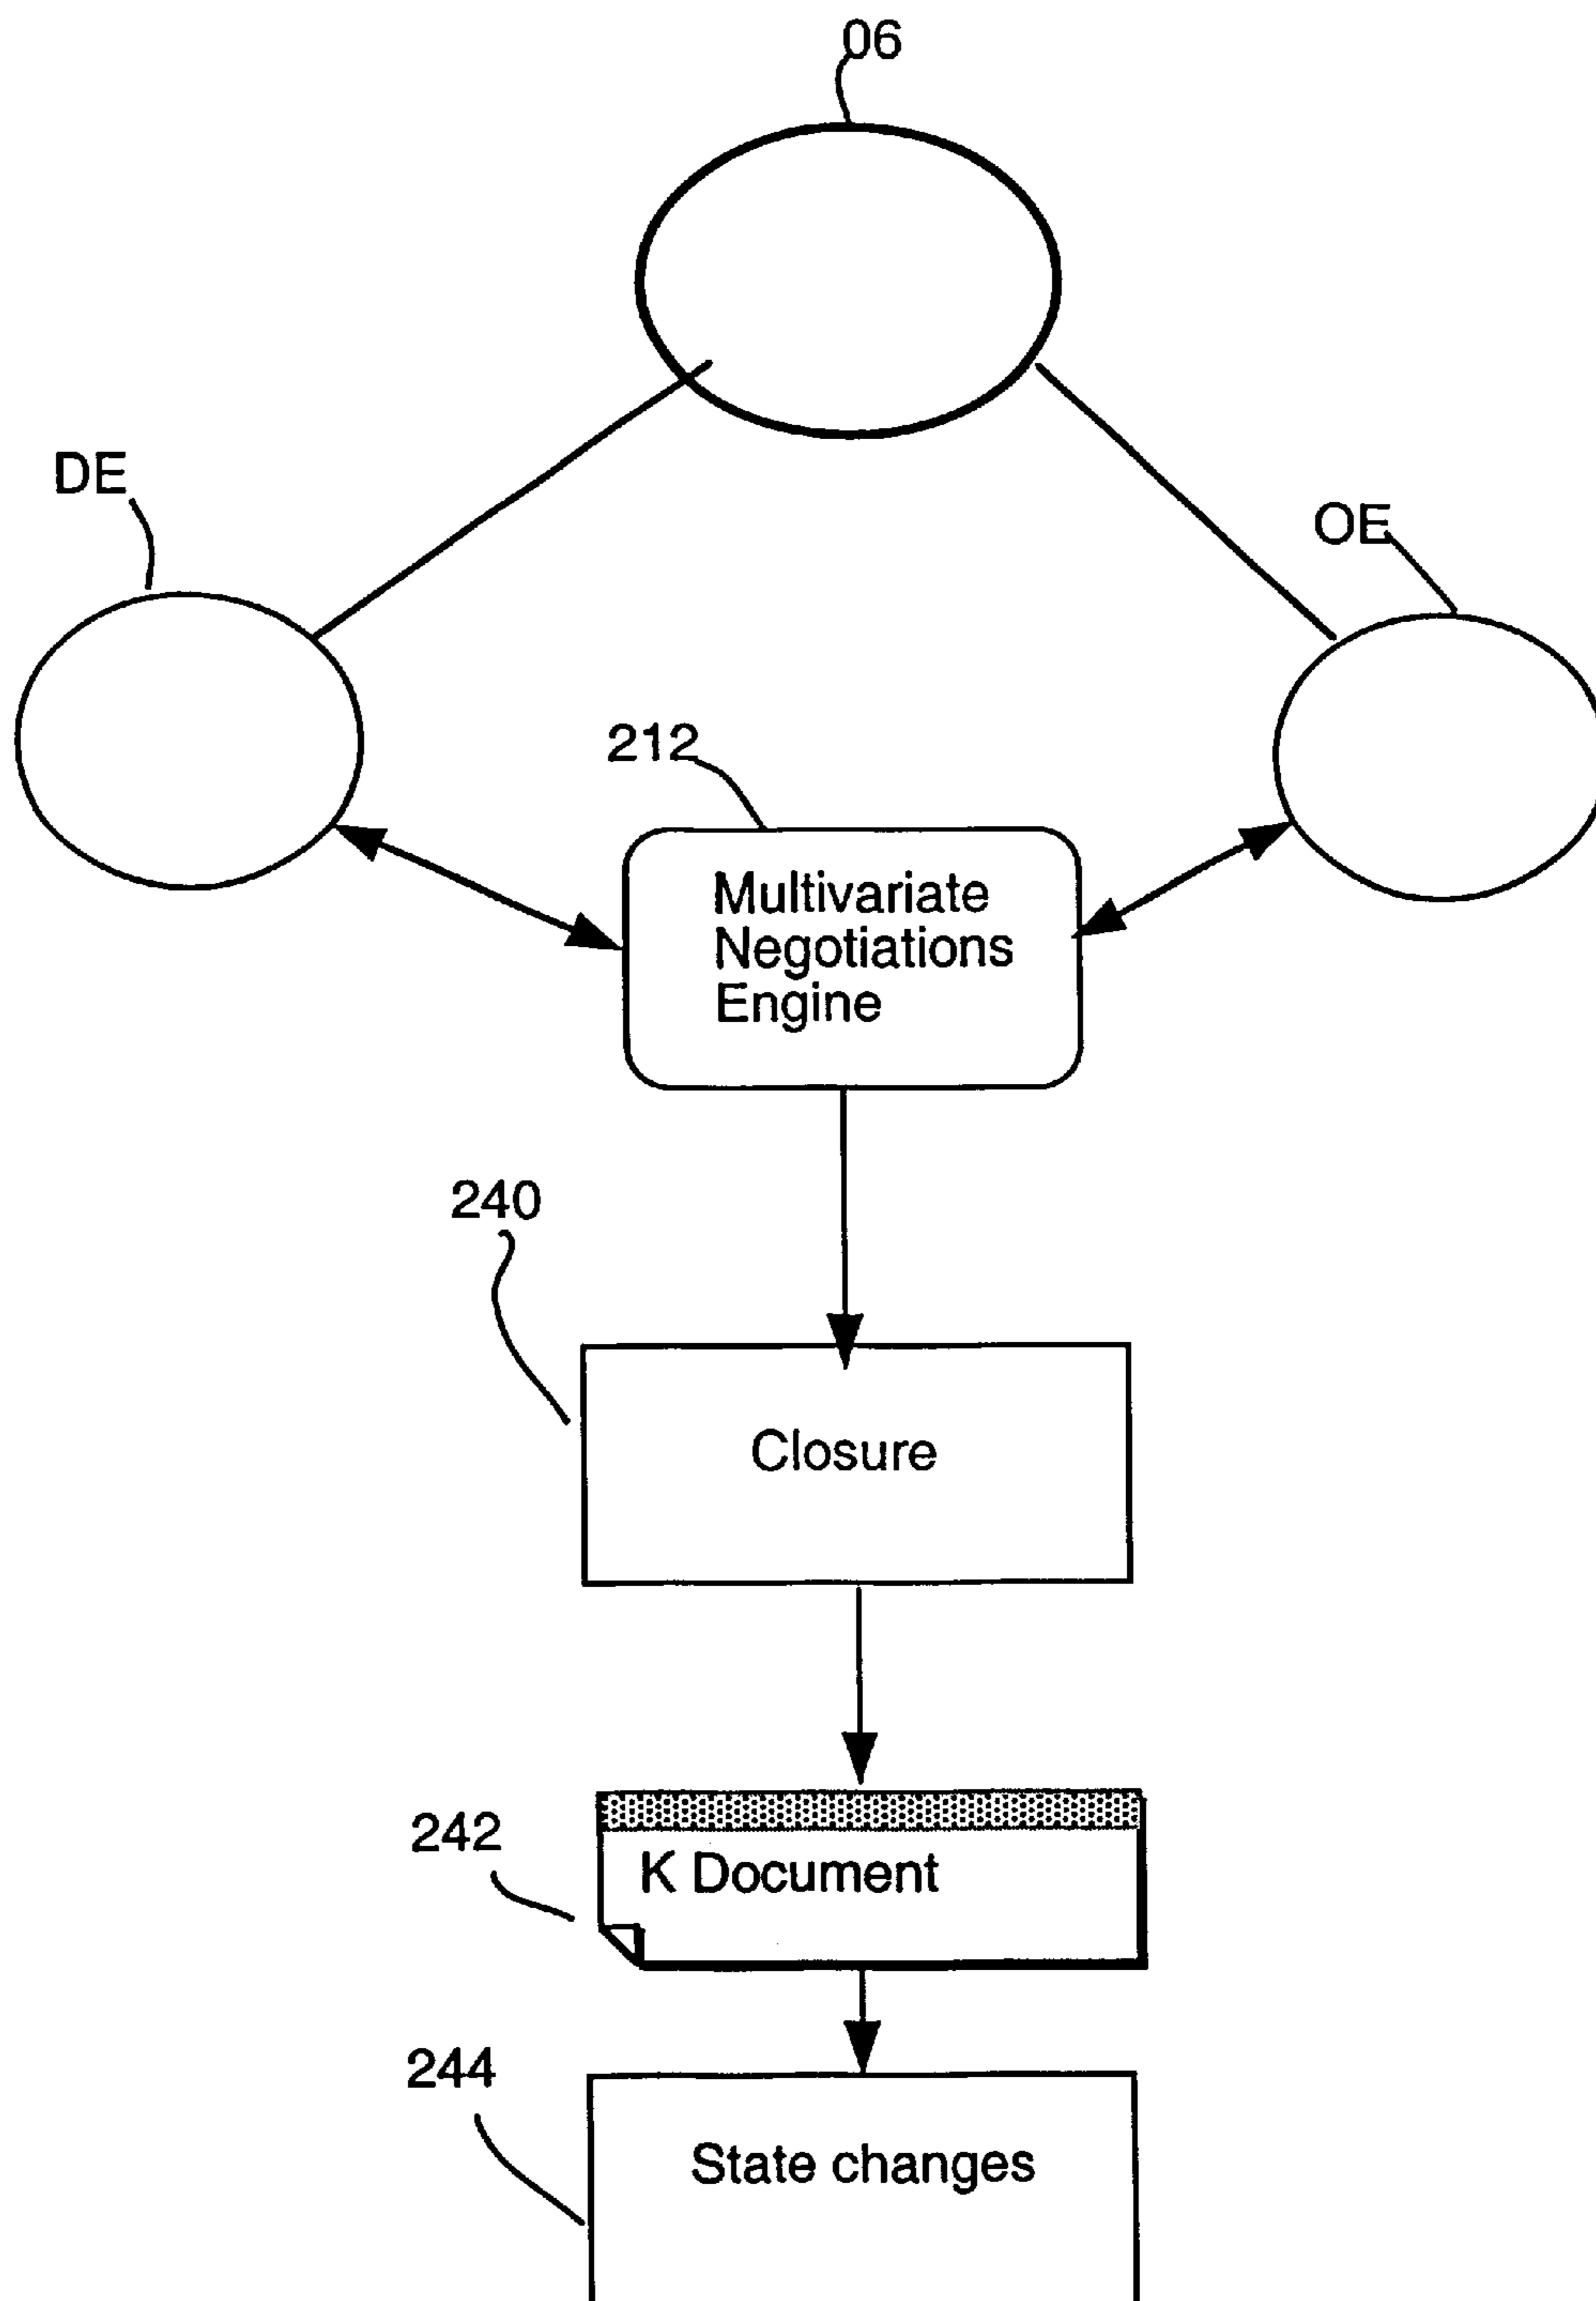 06
DE
OE
212
Multivariate
Negotiations
Engine
240
Closure
242
K Document
244
State changes